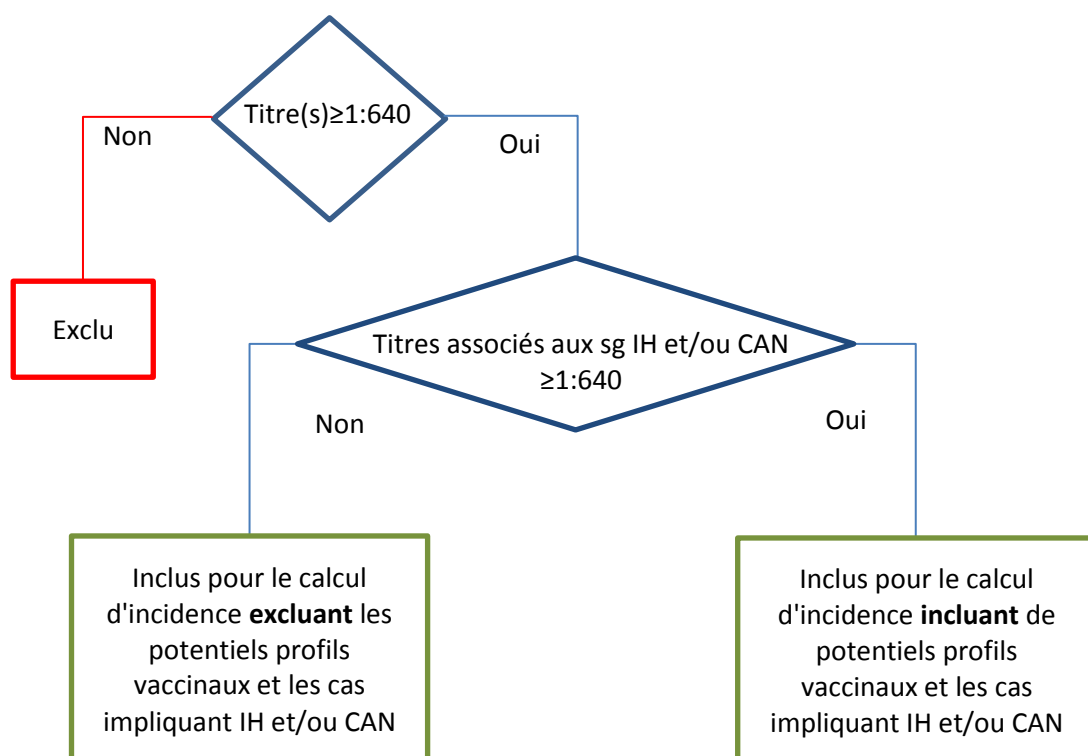 Titre(s)≥1:640
Non
Oui
Exclu
Titres associés aux sg IH et/ou CAN
≥1:640
Non
Oui
Inclus pour le calcul
d'incidence excluant les
potentiels profils
vaccinaux et les cas
impliquant IH et/ou CAN
Inclus pour le calcul
d'incidence incluant de
potentiels profils
vaccinaux et les cas
impliquant IH et/ou CAN